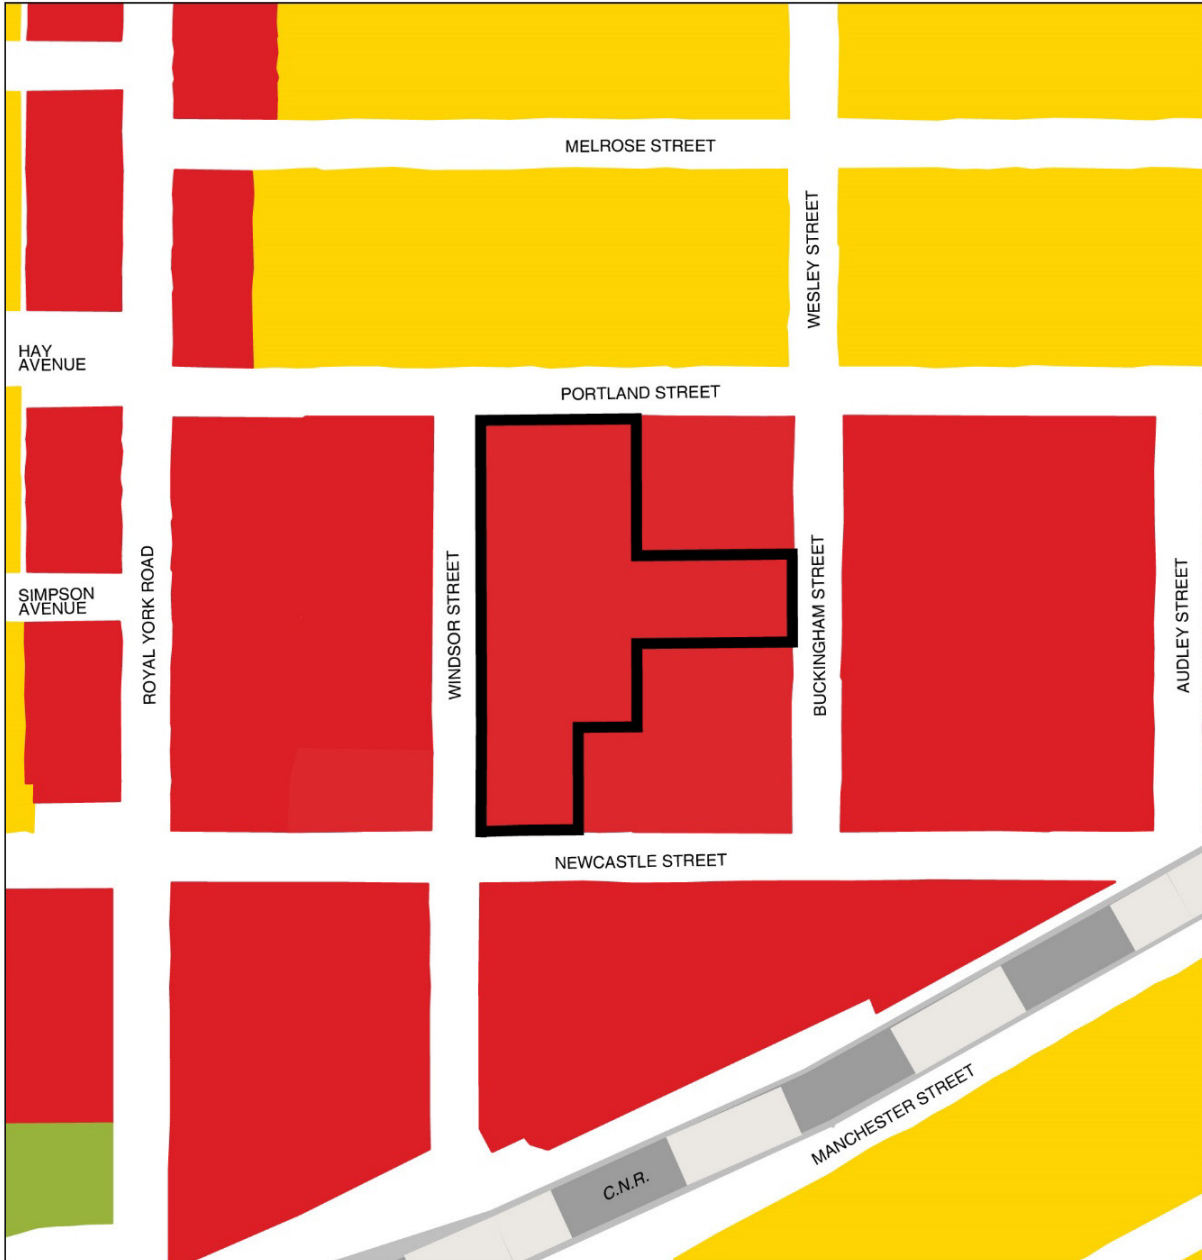 MELROSE STREET
WESLEY STREET
HAY
AVENUE
PORTLAND STREET
SIMPSON
AVENUE
ROYAL YORK ROAD
WINDSOR STREET
BUCKINGHAM STREET
AUDLEY STREET
NEWCASTLE STREET
MANCHESTER STREET
C.N.R.